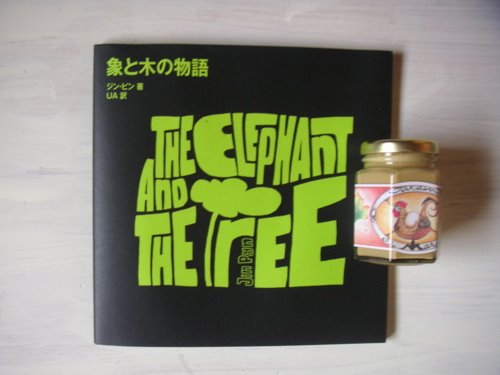 象と木の物語
ジン・ピン 著
UA 訳
THE ELEPHANT
AND
THE TREE
Jin Pyn